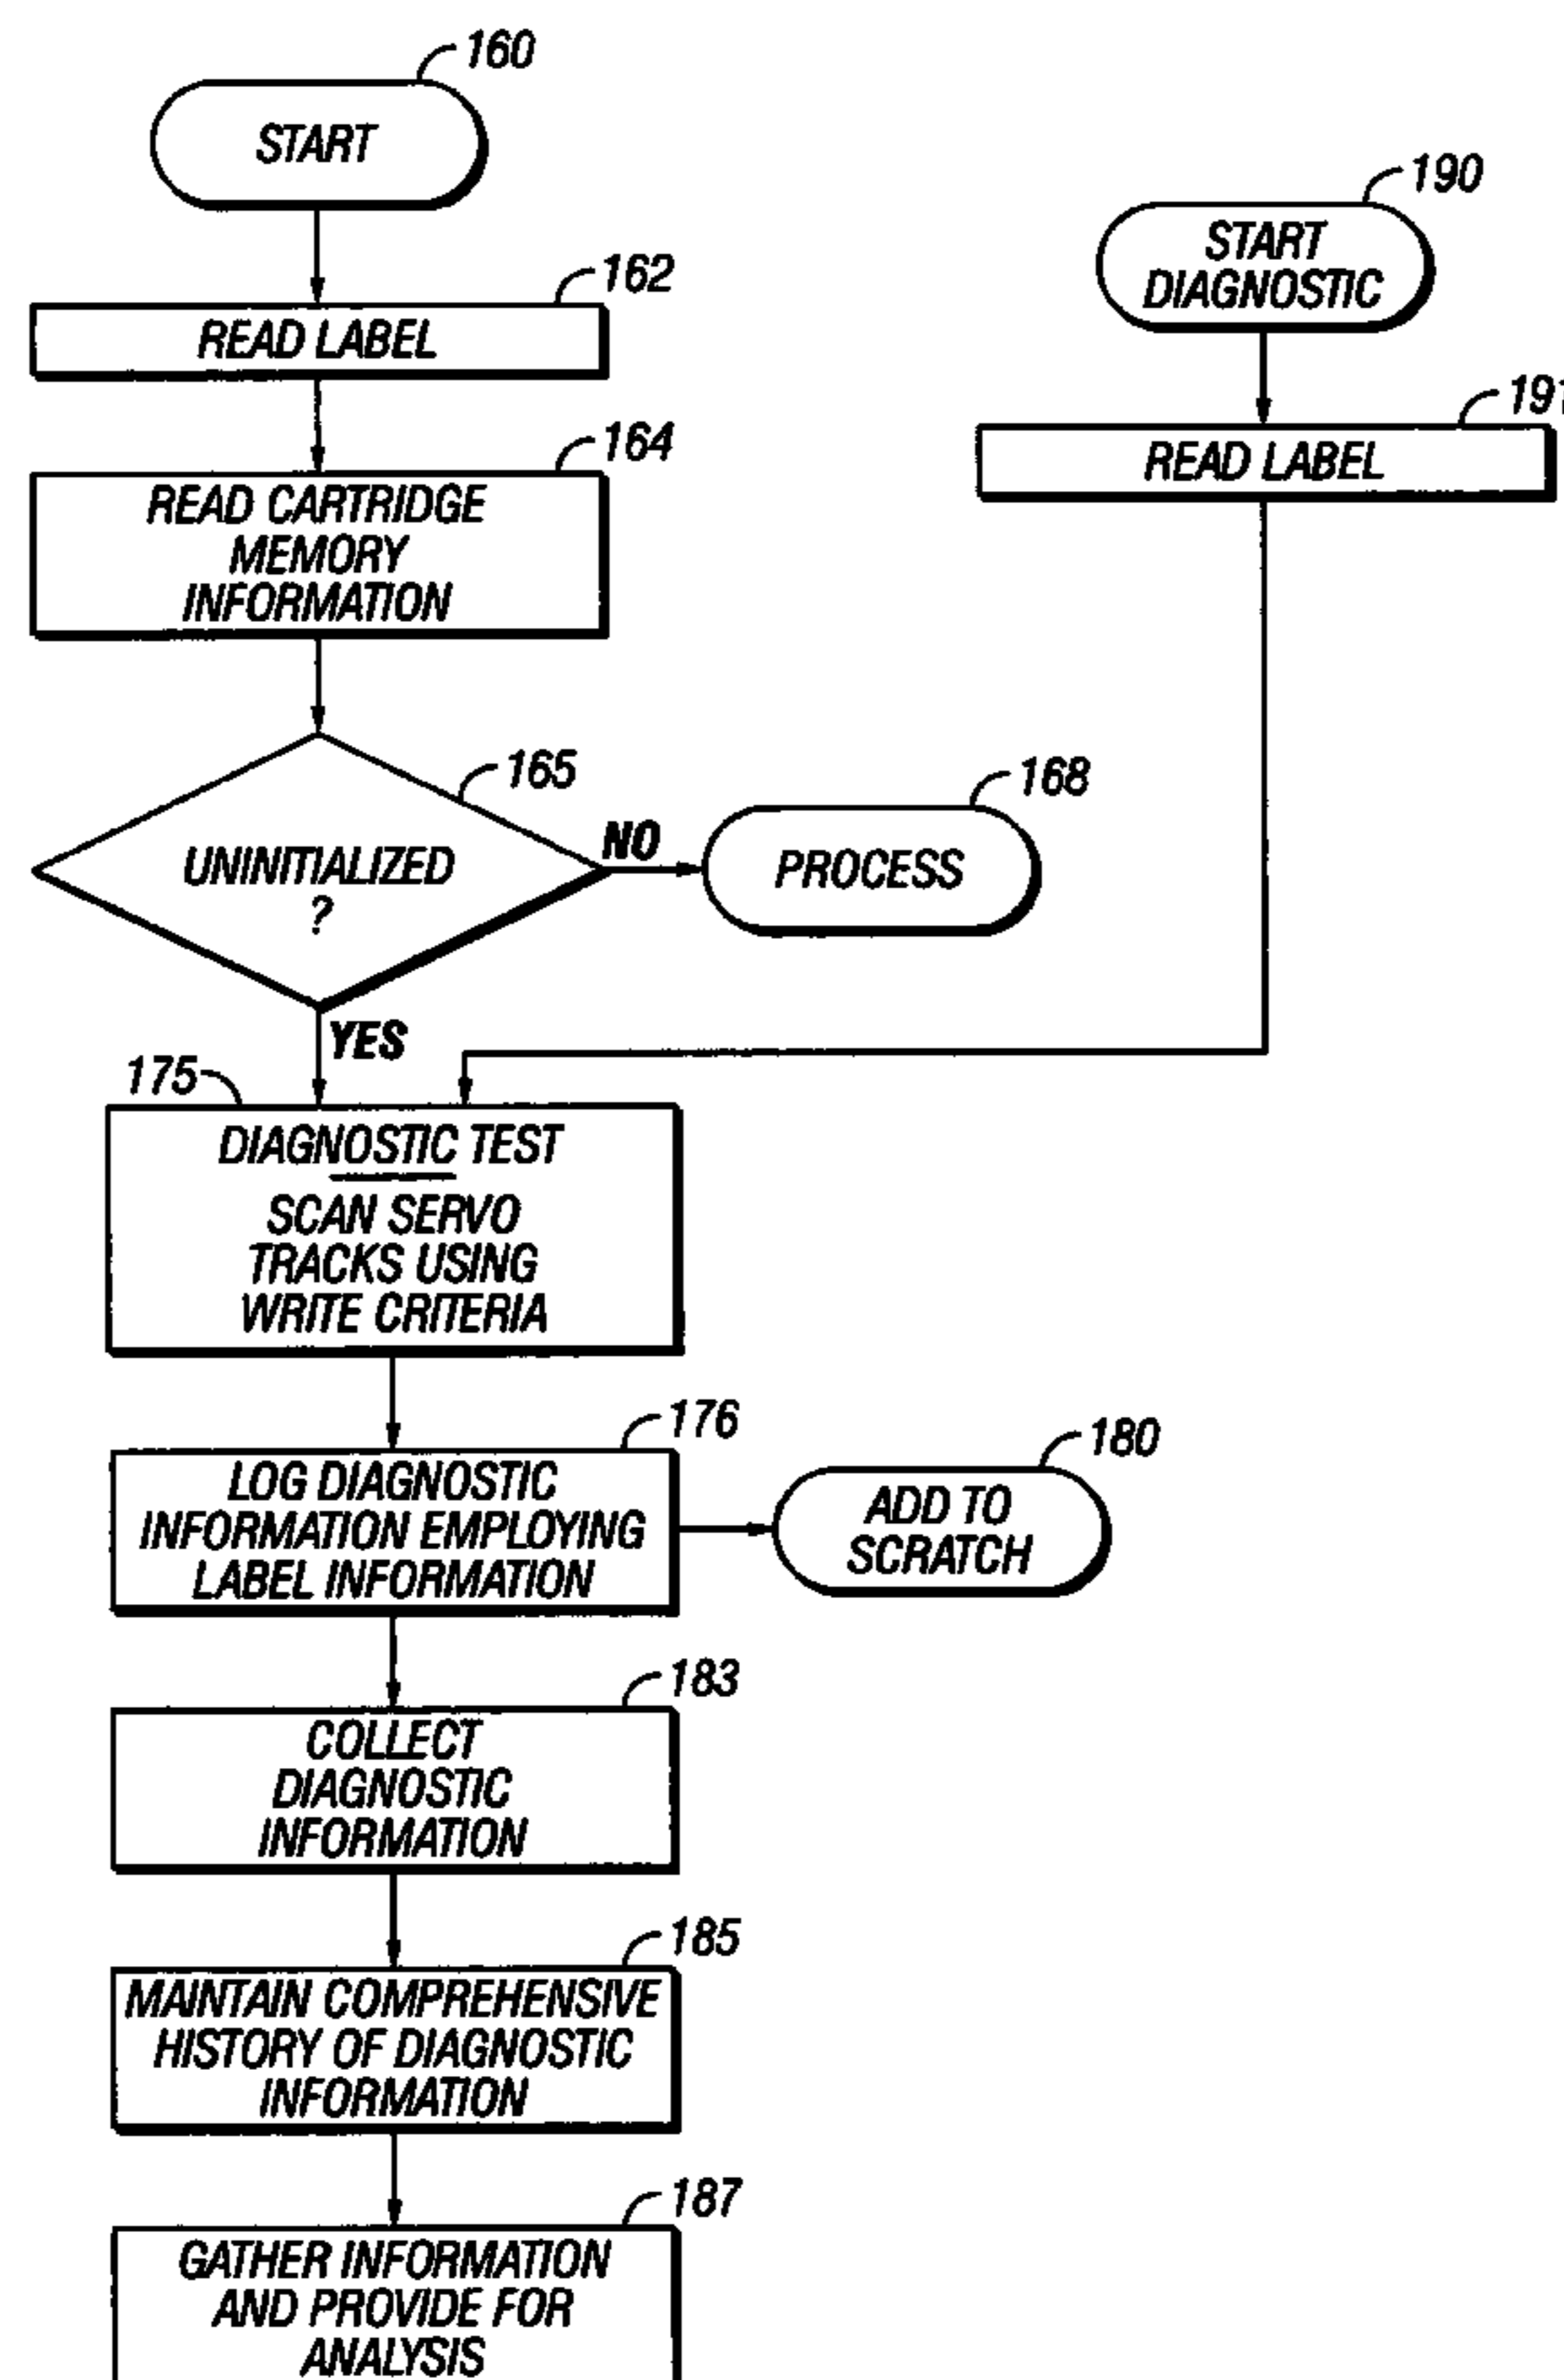 160
START
190
START
DIAGNOSTIC
162
READ LABEL
191
READ LABEL
164
READ CARTRIDGE
MEMORY
INFORMATION
165
UNINITIALIZED
?
NO
168
PROCESS
YES
175
DIAGNOSTIC TEST
SCAN SERVO
TRACKS USING
WRITE CRITERIA
176
LOG DIAGNOSTIC
INFORMATION EMPLOYING
LABEL INFORMATION
180
ADD TO
SCRATCH
183
COLLECT
DIAGNOSTIC
INFORMATION
185
MAINTAIN COMPREHENSIVE
HISTORY OF DIAGNOSTIC
INFORMATION
187
GATHER INFORMATION
AND PROVIDE FOR
ANALYSIS